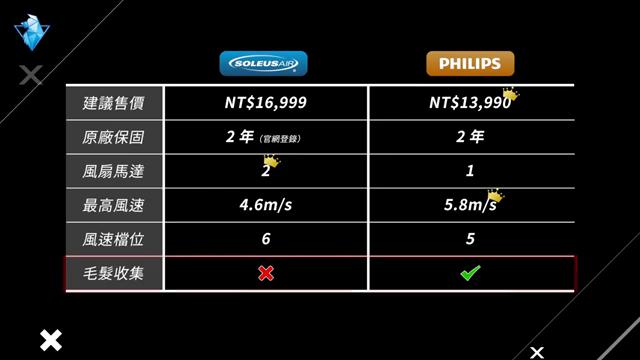 SOLEUSAIR PHILIPS
建議售價 NT$16,999 NT$13,990
原廠保固 2 年（官網登錄） 2 年
風扇馬達 2 1
最高風速 4.6m/s 5.8m/s
風速檔位 6 5
毛髮收集